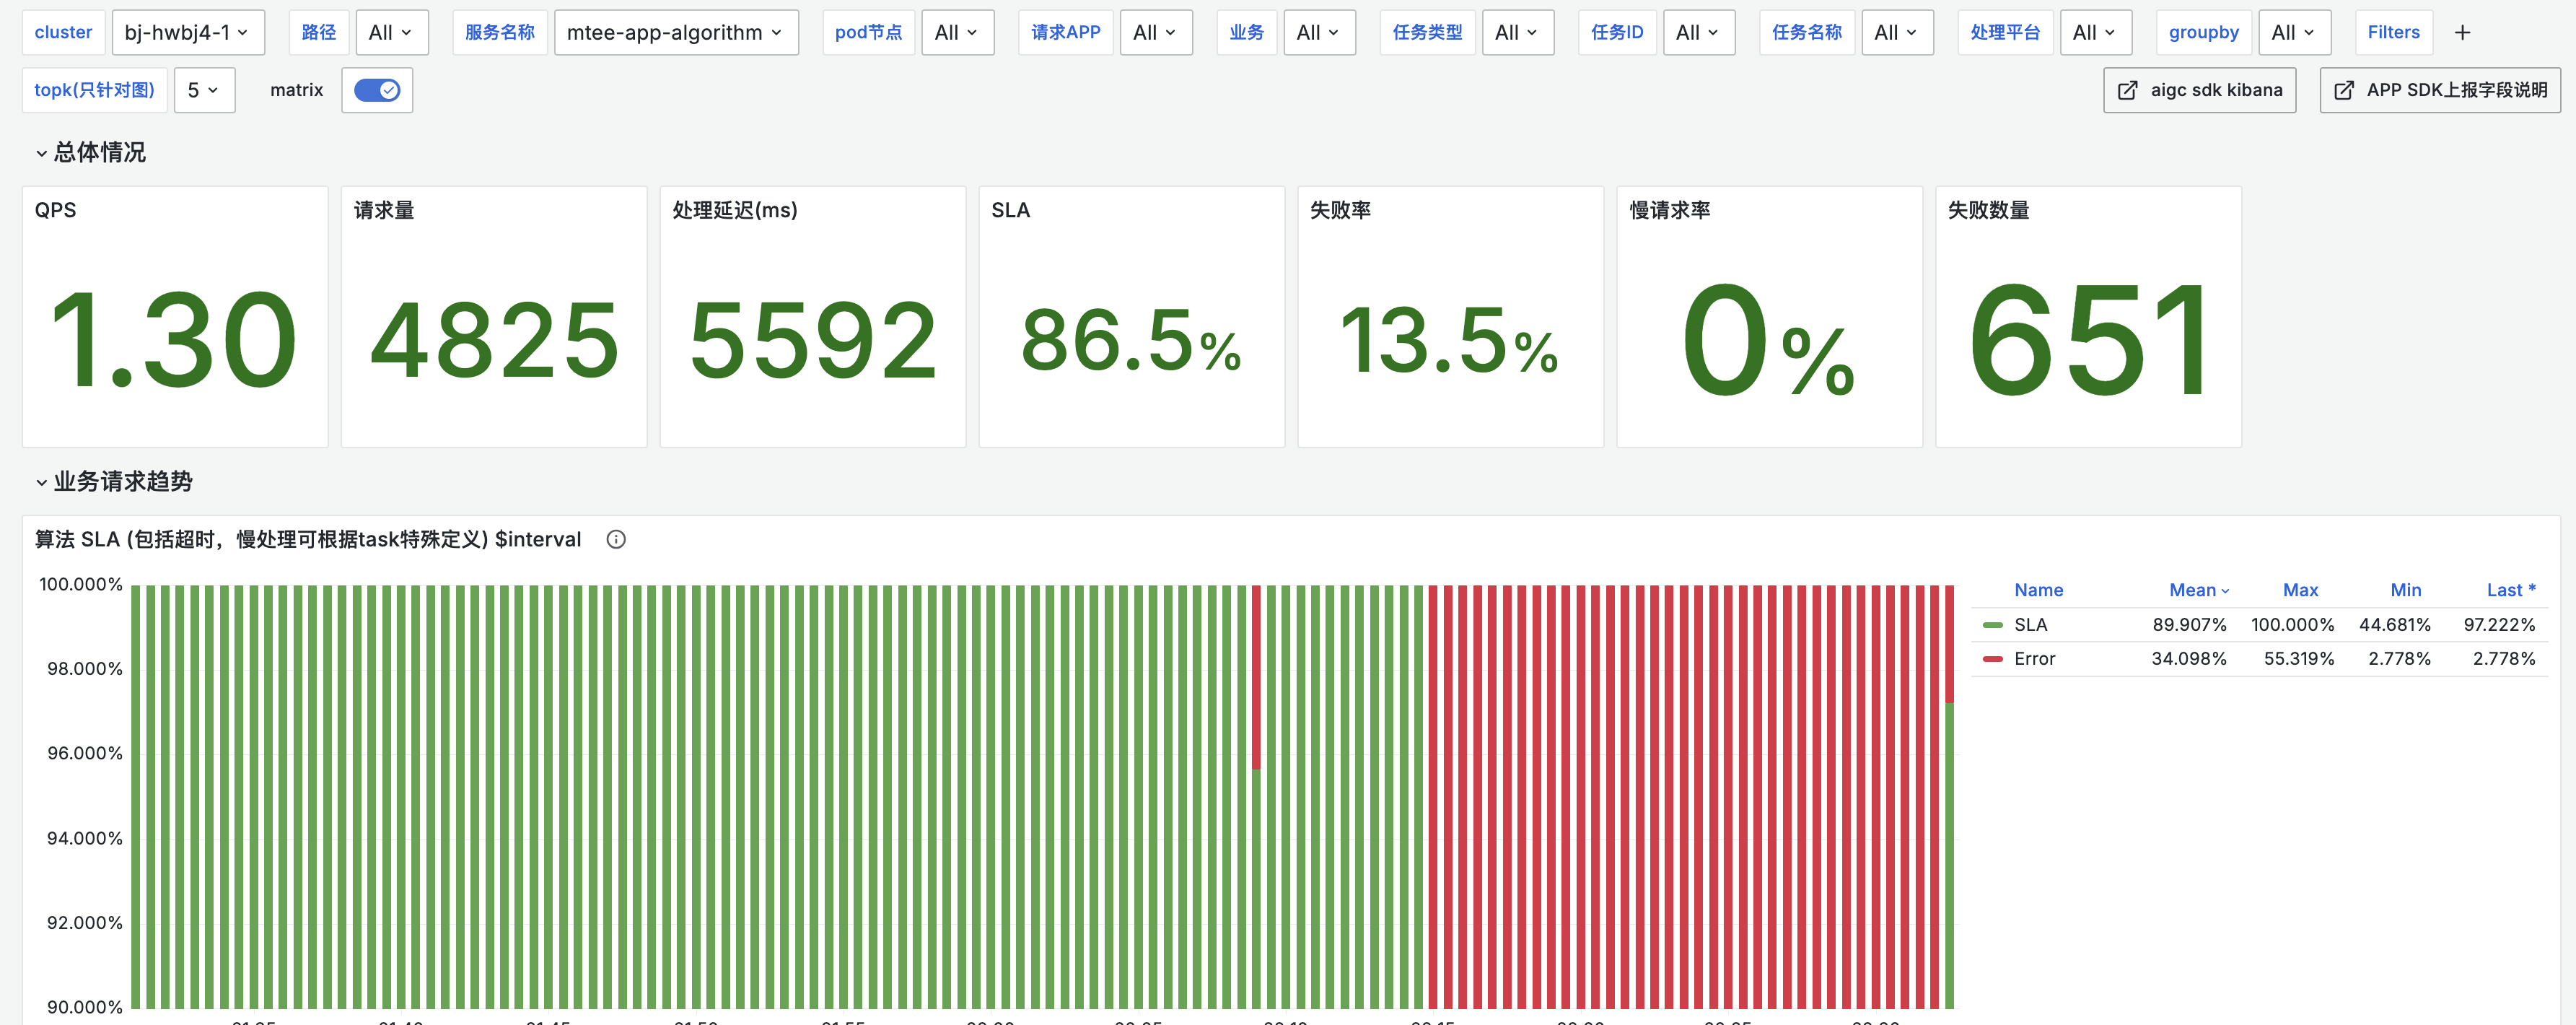 cluster bj-hwbj4-1 路径 All 服务名称 mtee-app-algorithm pod节点 All 请求APP All 业务 All 任务类型 All 任务ID All 任务名称 All 处理平台 All groupby All Filters +
topk(只针对图) 5 matrix aigc sdk kibana APP SDK上报字段说明
总体情况
QPS 请求量 处理延迟(ms) SLA 失败率 慢请求率 失败数量
1.30 4825 5592 86.5% 13.5% 0% 651
业务请求趋势
算法 SLA (包括超时，慢处理可根据task特殊定义) $interval
100.000%
98.000%
96.000%
94.000%
92.000%
90.000%
Name Mean Max Min Last *
SLA 89.907% 100.000% 44.681% 97.222%
Error 34.098% 55.319% 2.778% 2.778%